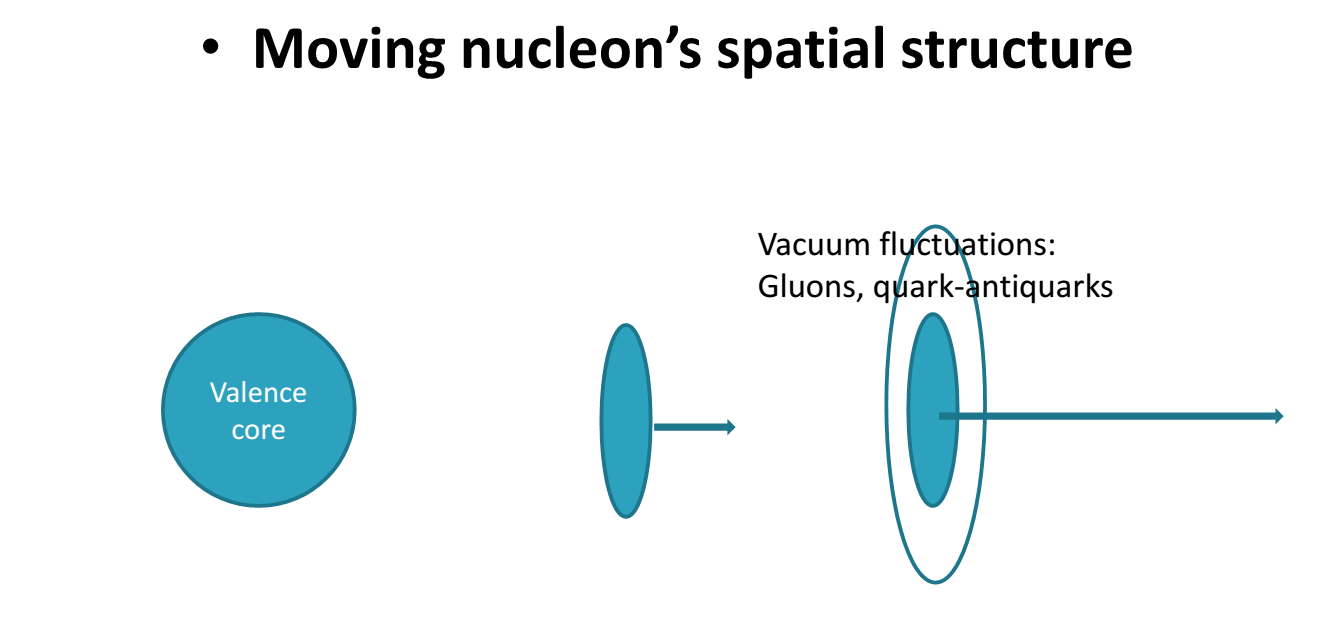 • Moving nucleon’s spatial structure
Vacuum fluctuations:
Gluons, quark-antiquarks
Valence
core